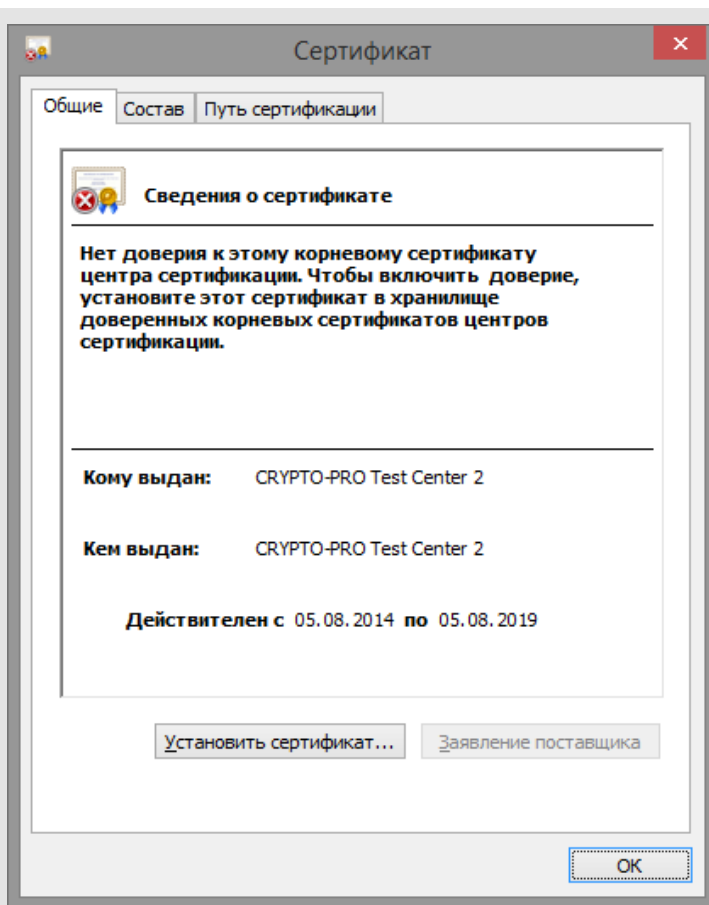 Сертификат
Общие Состав Путь сертификации
Сведения о сертификате
Нет доверия к этому корневому сертификату
центра сертификации. Чтобы включить доверие,
установите этот сертификат в хранилище
доверенных корневых сертификатов центров
сертификации.
Кому выдан: CRYPTO-PRO Test Center 2
Кем выдан: CRYPTO-PRO Test Center 2
Действителен с 05.08.2014 по 05.08.2019
Установить сертификат... Заявление поставщика
ОК